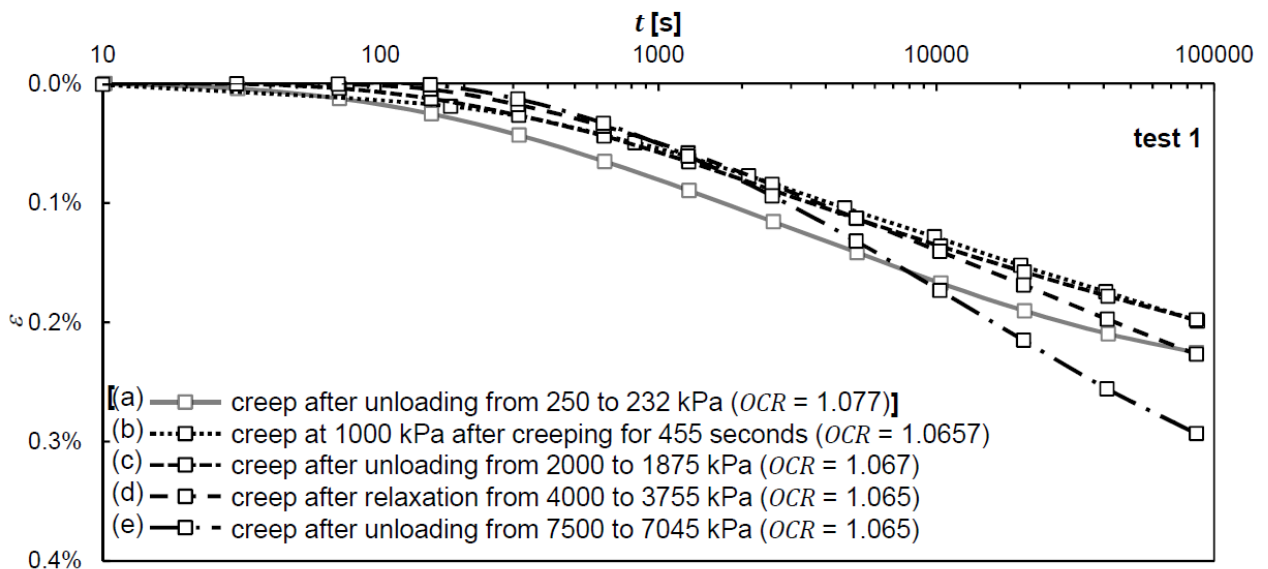 t [s]
10 100 1000 10000 100000
0.0%
test 1
0.1%
0.2%
ε
[(a) creep after unloading from 250 to 232 kPa (OCR = 1.077)]
(b) creep at 1000 kPa after creeping for 455 seconds (OCR = 1.0657)
0.3%
(c) creep after unloading from 2000 to 1875 kPa (OCR = 1.067)
(d) creep after relaxation from 4000 to 3755 kPa (OCR = 1.065)
(e) creep after unloading from 7500 to 7045 kPa (OCR = 1.065)
0.4%